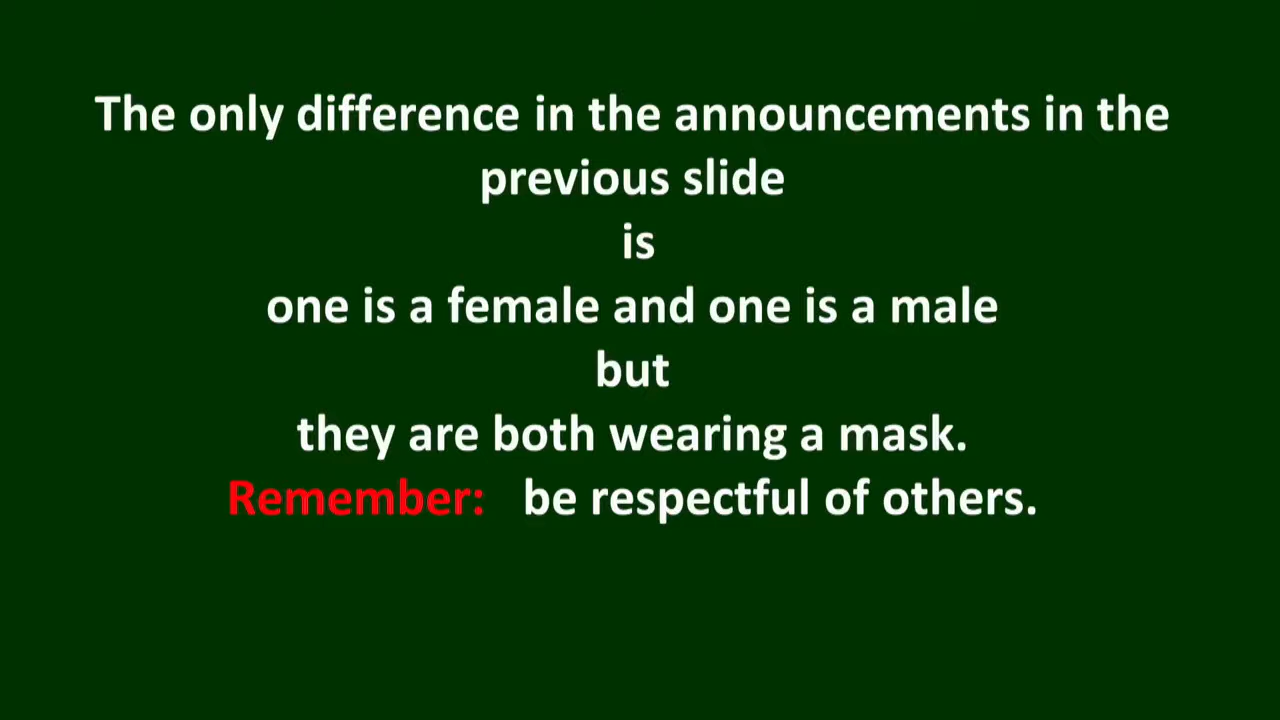 The only difference in the announcements in the
previous slide
is
one is a female and one is a male
but
they are both wearing a mask.
Remember: be respectful of others.